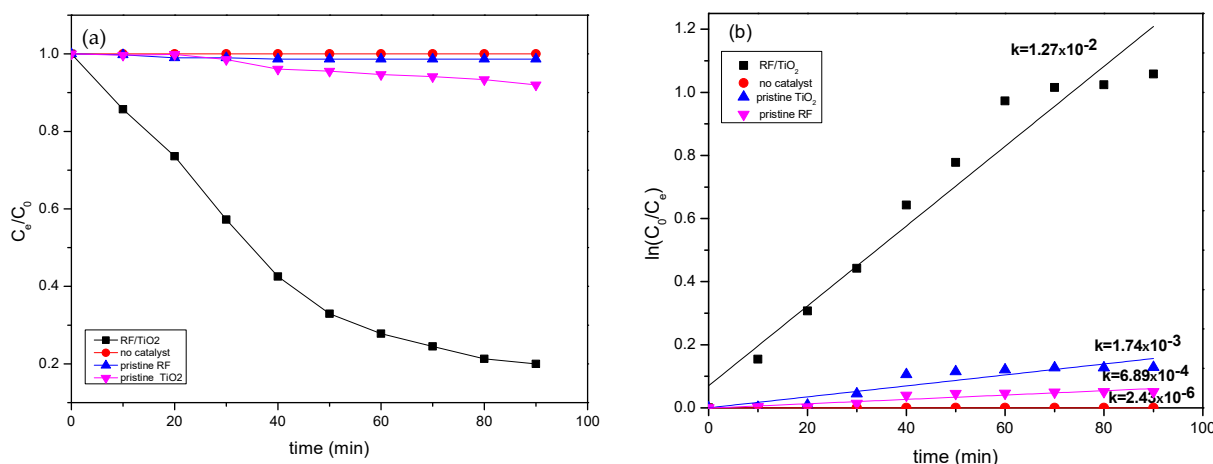 (a)
1.0
0.8
0.6
0.4
0.2
Cₑ/C₀
RF/TiO2
no catalyst
pristine RF
pristine TiO2
0 20 40 60 80 100
time (min)
(b)
1.2
1.0
0.8
0.6
0.4
0.2
0.0
ln(C₀/Cₑ)
RF/TiO₂
no catalyst
pristine TiO₂
pristine RF
k=1.27x10⁻²
k=1.74x10⁻³
k=6.89x10⁻⁴
k=2.43x10⁻⁶
0 20 40 60 80 100
time (min)